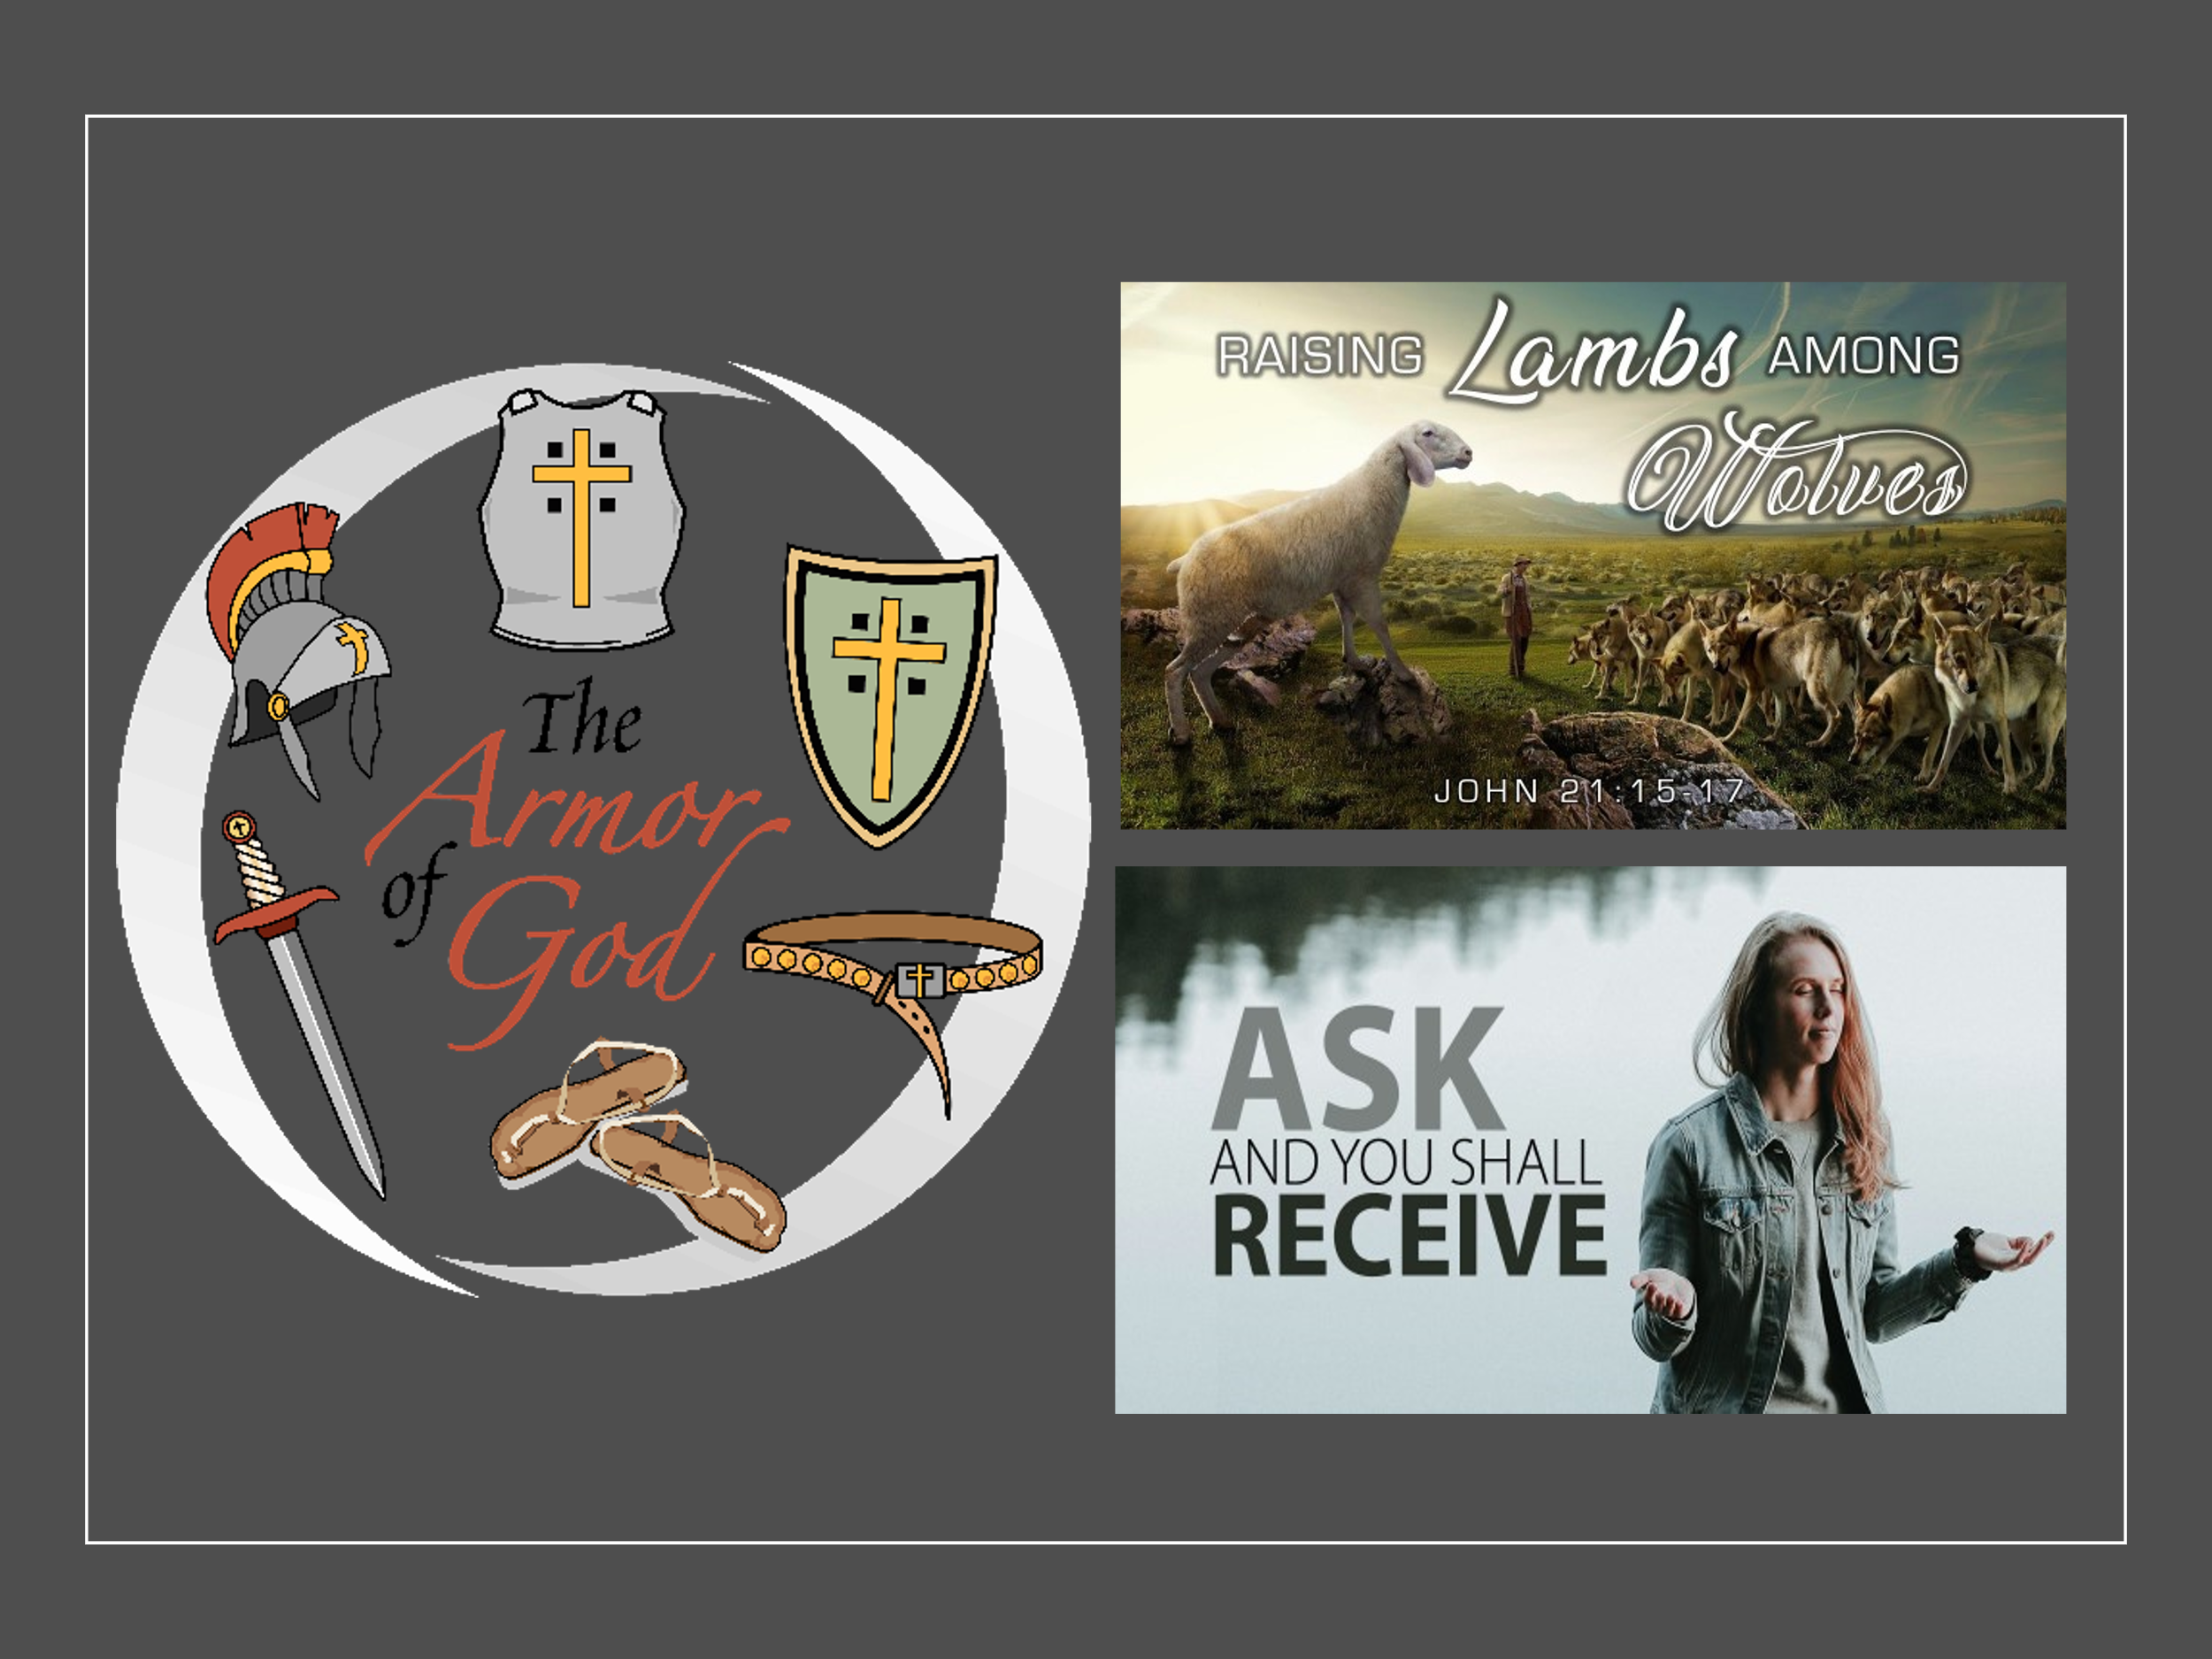 The
Armor
of
God
RAISING Lambs AMONG
Wolves
JOHN 21:15-17
ASK
AND YOU SHALL
RECEIVE